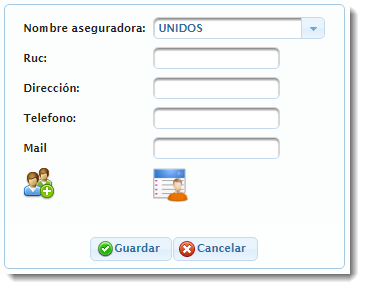 Nombre aseguradora: UNIDOS
Ruc:
Dirección:
Telefono:
Mail
Guardar Cancelar